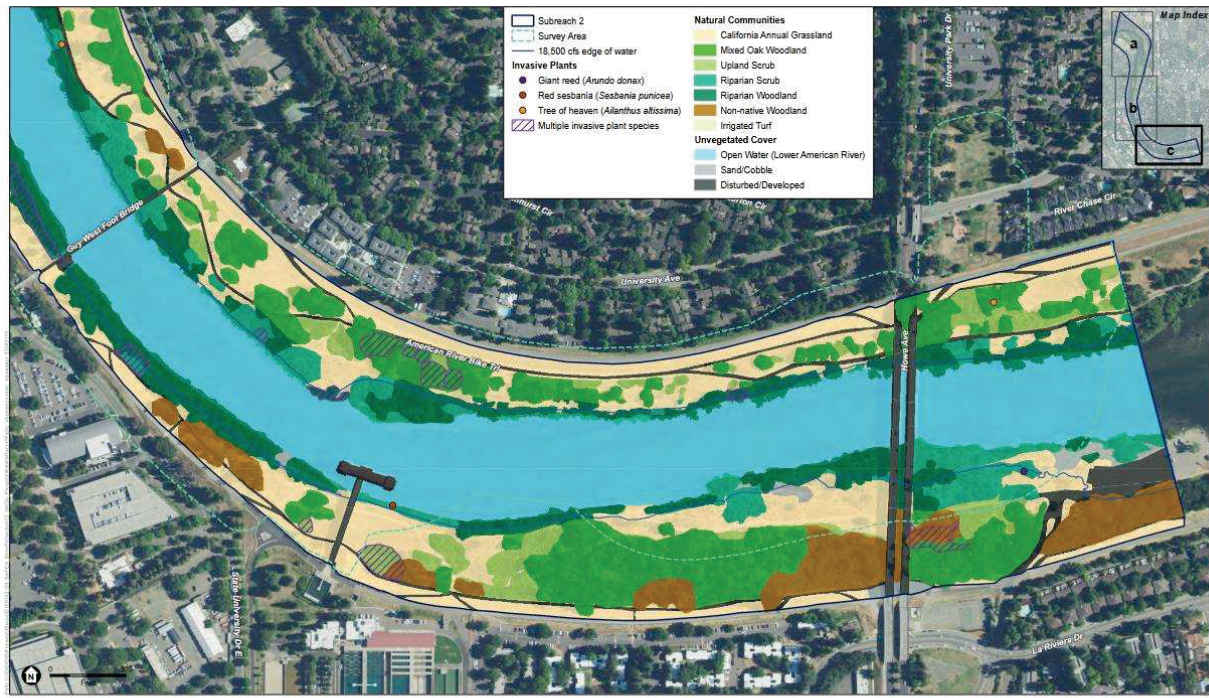 Subreach 2
Survey Area
18,500 cfs edge of water
Invasive Plants
Giant reed (Arundo donax)
Red sesbania (Sesbania punicea)
Tree of heaven (Ailanthus altissima)
Multiple invasive plant species
Natural Communities
California Annual Grassland
Mixed Oak Woodland
Upland Scrub
Riparian Scrub
Riparian Woodland
Non-native Woodland
Irrigated Turf
Unvegetated Cover
Open Water (Lower American River)
Sand/Cobble
Disturbed/Developed
University Park Dr
Map Index
a
b
c
River Chase Cir
University Ave
Guy West Foot Bridge
American River Bike Trl
Howe Ave
State University Dr E
La Riviera Dr
N
0